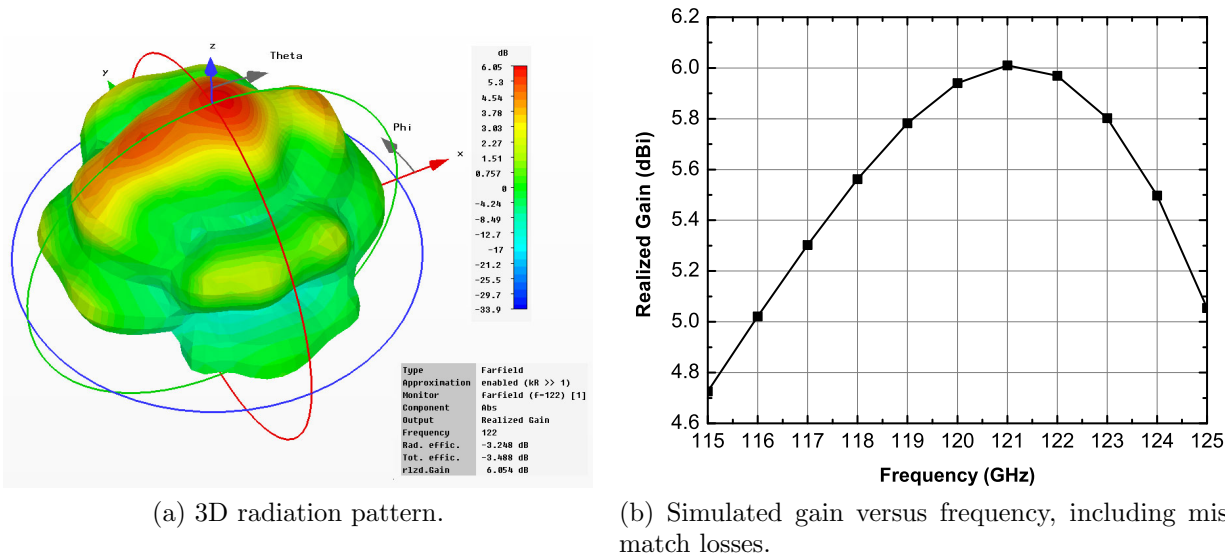 z
Theta
y
Phi
x
dB
6.05
5.3
4.54
3.78
3.03
2.27
1.51
0.757
0
-4.24
-8.49
-12.7
-17
-21.2
-25.5
-29.7
-33.9
Type Farfield
Approximation enabled (kR >> 1)
Monitor Farfield (f=122) [1]
Component Abs
Output Realized Gain
Frequency 122
Rad. effic. -3.248 dB
Tot. effic. -3.488 dB
rlzd.Gain 6.054 dB
(a) 3D radiation pattern.
Realized Gain (dBi)
6.2
6.0
5.8
5.6
5.4
5.2
5.0
4.8
4.6
115 116 117 118 119 120 121 122 123 124 125
Frequency (GHz)
(b) Simulated gain versus frequency, including mis
match losses.